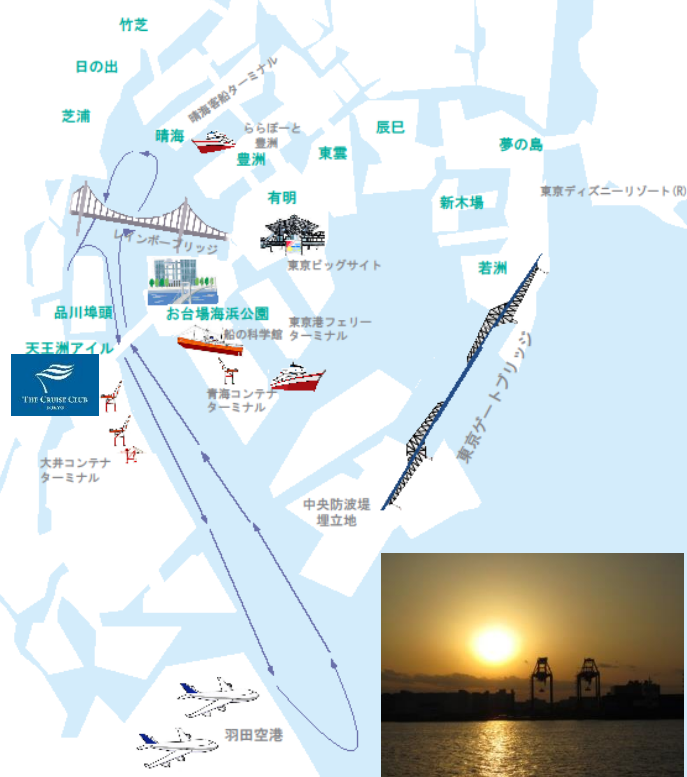 竹芝
日の出
芝浦
晴海客船ターミナル
晴海
ららぽーと
豊洲
豊洲
東雲
辰巳
夢の島
有明
新木場
東京ディズニーリゾート(R)
レインボーブリッジ
東京ビッグサイト
若洲
品川埠頭
お台場海浜公園
東京港フェリー
ターミナル
船の科学館
天王洲アイル
THE CRUISE CLUB
TOKYO
青海コンテナ
ターミナル
東京ゲートブリッジ
大井コンテナ
ターミナル
中央防波堤
埋立地
羽田空港